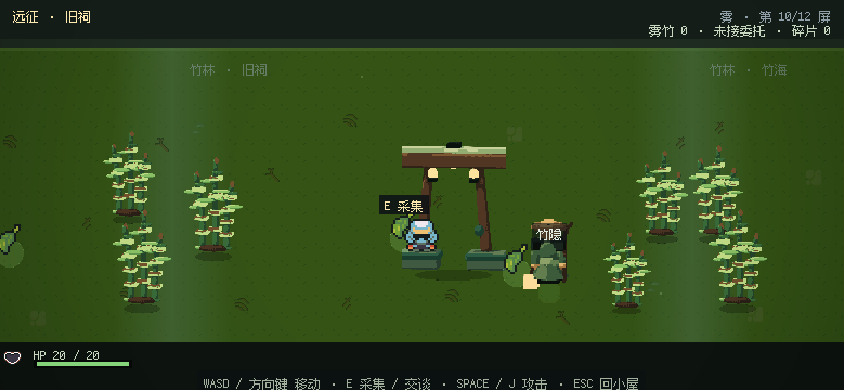 远征 · 旧祠
雾 · 第 10/12 屏
雾竹 0 · 未接委托 · 碎片 0
竹林 · 旧祠
竹林 · 竹海
E 采集
竹隐
HP 20 / 20
WASD / 方向键 移动 · E 采集 / 交谈 · SPACE / J 攻击 · ESC 回小屋